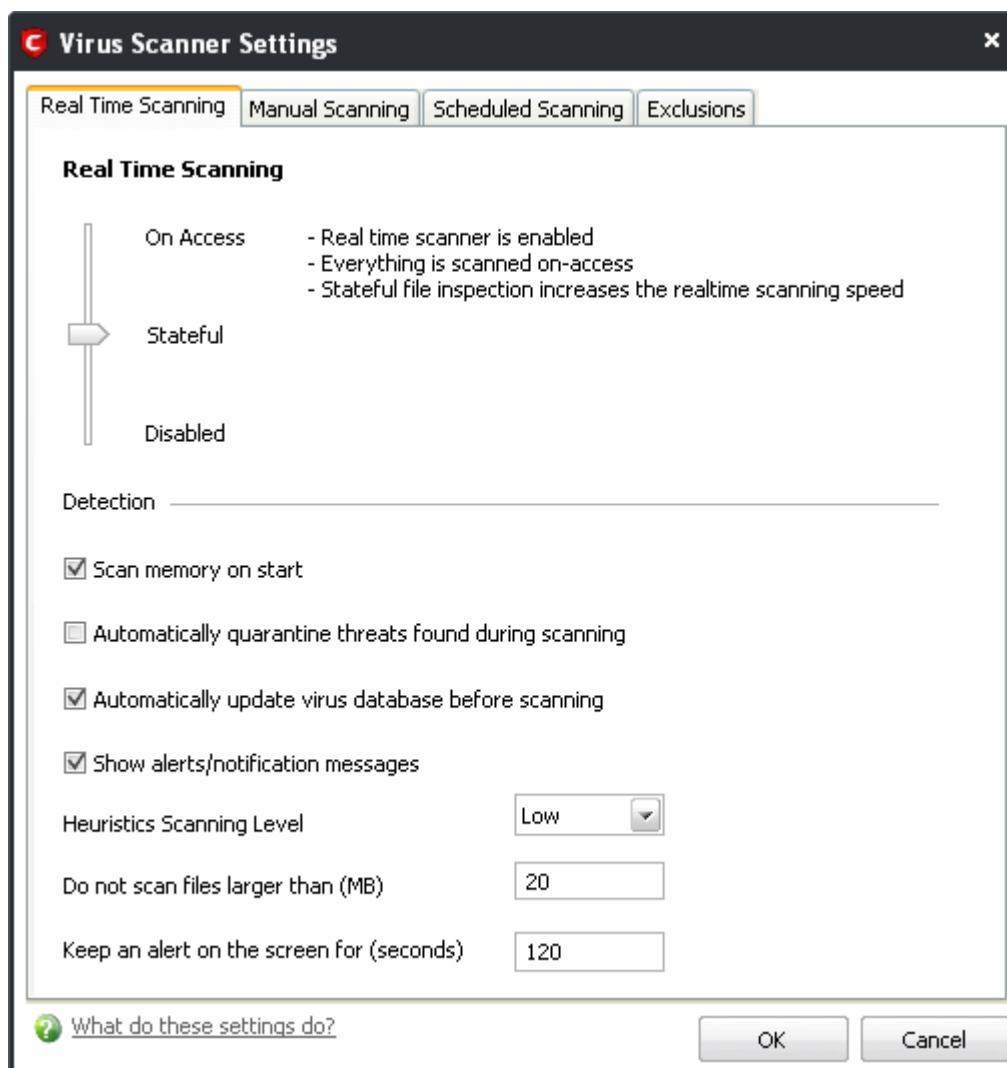 Virus Scanner Settings
Real Time Scanning
Manual Scanning
Scheduled Scanning
Exclusions
Real Time Scanning
On Access
- Real time scanner is enabled
- Everything is scanned on-access
- Stateful file inspection increases the realtime scanning speed
Stateful
Disabled
Detection
Scan memory on start
Automatically quarantine threats found during scanning
Automatically update virus database before scanning
Show alerts/notification messages
Heuristics Scanning Level
Low
Do not scan files larger than (MB)
20
Keep an alert on the screen for (seconds)
120
What do these settings do?
OK
Cancel